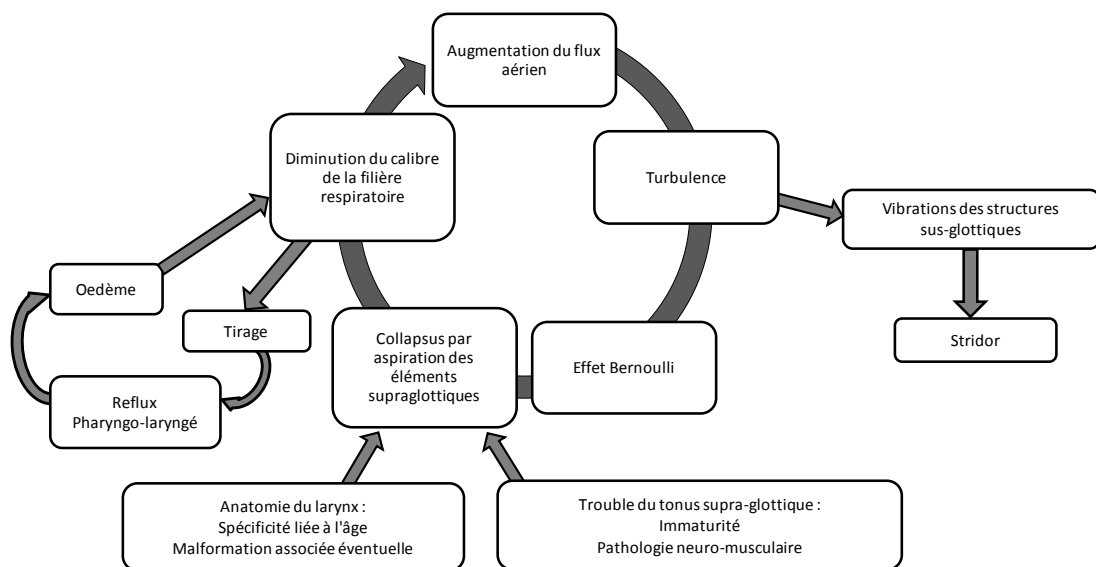 Augmentation du flux
aérien
Diminution du calibre
de la filière
respiratoire
Turbulence
Vibrations des structures
sus-glottiques
Oedème
Tirage
Collapsus par
aspiration des
éléments
supraglottiques
Effet Bernoulli
Stridor
Reflux
Pharyngo-laryngé
Anatomie du larynx :
Spécificité liée à l'âge
Malformation associée éventuelle
Trouble du tonus supra-glottique :
Immaturité
Pathologie neuro-musculaire